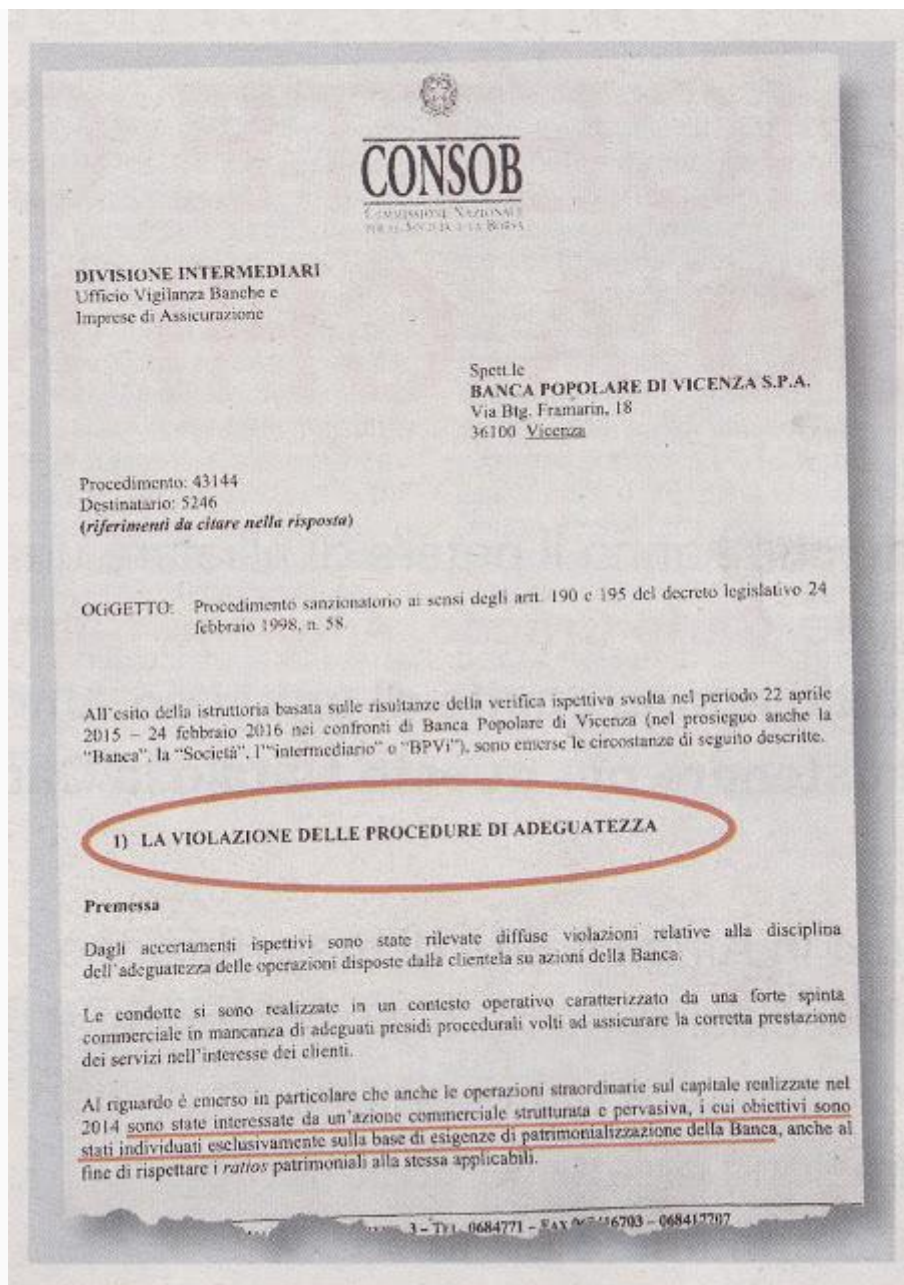 CONSOB
COMMISSIONE NAZIONALE
PER LE SOCIETÀ E LA BORSA
DIVISIONE INTERMEDIARI
Ufficio Vigilanza Banche e
Imprese di Assicurazione
Spett.le
BANCA POPOLARE DI VICENZA S.P.A.
Via Btg. Framarin, 18
36100 Vicenza
Procedimento: 43144
Destinatario: 5246
(riferimenti da citare nella risposta)
OGGETTO: Procedimento sanzionatorio ai sensi degli artt. 190 e 195 del decreto legislativo 24
febbraio 1998, n. 58.
All'esito della istruttoria basata sulle risultanze della verifica ispettiva svolta nel periodo 22 aprile
2015 – 24 febbraio 2016 nei confronti di Banca Popolare di Vicenza (nel prosieguo anche la
"Banca", la "Società", l'"intermediario" o "BPVi"), sono emerse le circostanze di seguito descritte.
1) LA VIOLAZIONE DELLE PROCEDURE DI ADEGUATEZZA
Premessa
Dagli accertamenti ispettivi sono state rilevate diffuse violazioni relative alla disciplina
dell'adeguatezza delle operazioni disposte dalla clientela su azioni della Banca.
Le condotte si sono realizzate in un contesto operativo caratterizzato da una forte spinta
commerciale in mancanza di adeguati presidi procedurali volti ad assicurare la corretta prestazione
dei servizi nell'interesse dei clienti.
Al riguardo è emerso in particolare che anche le operazioni straordinarie sul capitale realizzate nel
2014 sono state interessate da un'azione commerciale strutturata e pervasiva, i cui obiettivi sono
stati individuati esclusivamente sulla base di esigenze di patrimonializzazione della Banca, anche al
fine di rispettare i ratios patrimoniali alla stessa applicabili.
3 – TEL. 0684771 – FAX 068417707